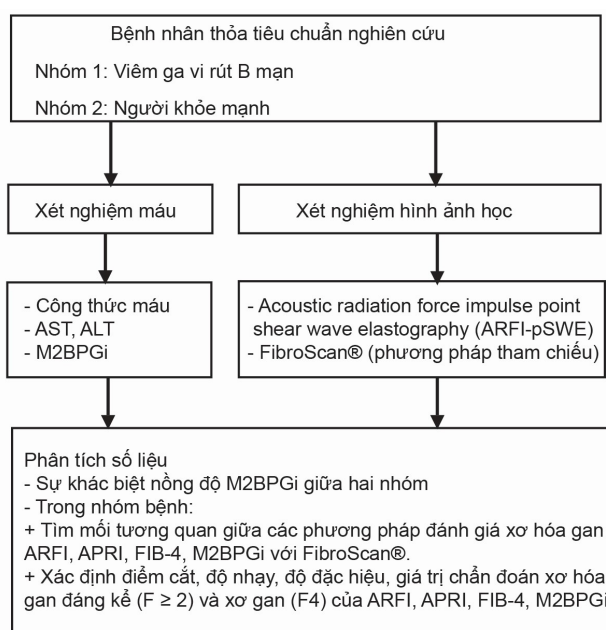 Bệnh nhân thỏa tiêu chuẩn nghiên cứu
Nhóm 1: Viêm ga vi rút B mạn
Nhóm 2: Người khỏe mạnh
Xét nghiệm máu
Xét nghiệm hình ảnh học
- Công thức máu
- AST, ALT
- M2BPGi
- Acoustic radiation force impulse point
shear wave elastography (ARFI-pSWE)
- FibroScan® (phương pháp tham chiếu)
Phân tích số liệu
- Sự khác biệt nồng độ M2BPGi giữa hai nhóm
- Trong nhóm bệnh:
+ Tìm mối tương quan giữa các phương pháp đánh giá xơ hóa gan
ARFI, APRI, FIB-4, M2BPGi với FibroScan®.
+ Xác định điểm cắt, độ nhạy, độ đặc hiệu, giá trị chẩn đoán xơ hóa
gan đáng kể (F ≥ 2) và xơ gan (F4) của ARFI, APRI, FIB-4, M2BPGi